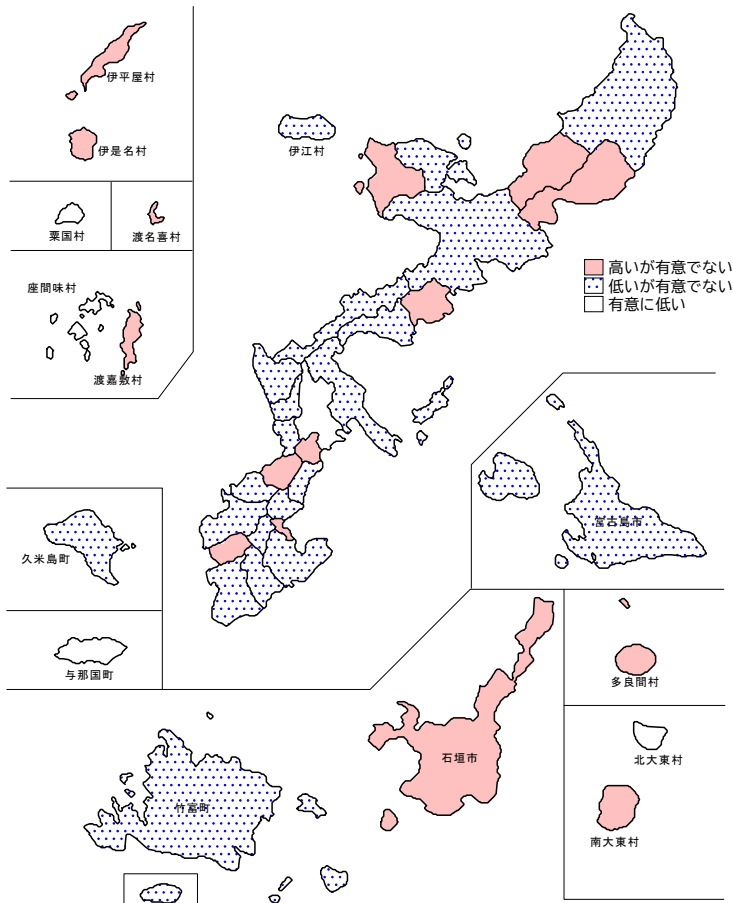 伊平屋村
伊是名村
伊江村
粟国村
渡名喜村
座間味村
渡嘉敷村
高いが有意でない
低いが有意でない
有意に低い
宮古島市
久米島町
与那国町
多良間村
石垣市
北大東村
竹富町
南大東村